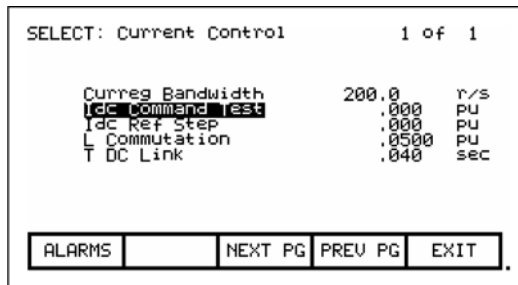 SELECT: Current Control 1 of 1
Curreg Bandwidth 200.0 r/s
Idc Command Test .000 pu
Idc Ref Step .000 pu
L Commutation .0500 pu
T DC Link .040 sec
ALARMS NEXT PG PREV PG EXIT